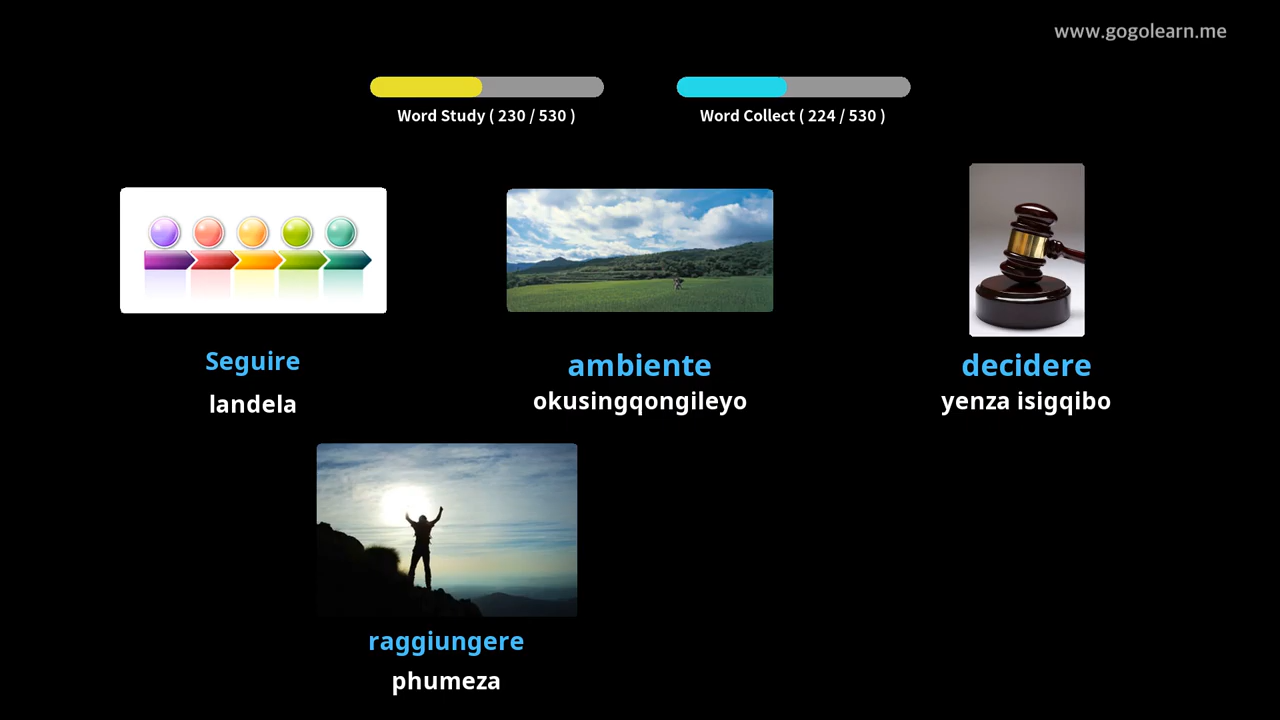 www.gogolearn.me
Word Study ( 230 / 530 )
Word Collect ( 224 / 530 )
Seguire
landela
ambiente
okusingqongileyo
decidere
yenza isigqibo
raggiungere
phumeza